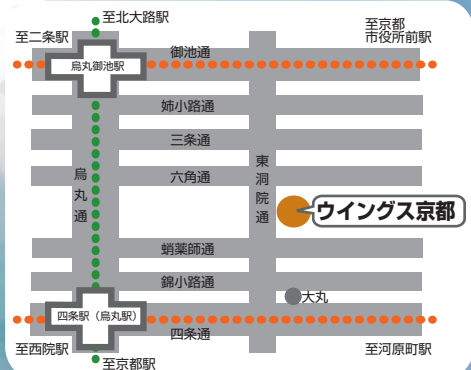 至北大路駅
至二条駅
至京都
市役所前駅
御池通
烏丸御池駅
姉小路通
三条通
六角通
烏丸通
東洞院通
ウイングス京都
蛸薬師通
錦小路通
大丸
四条駅(烏丸駅)
四条通
至西院駅
至河原町駅
至京都駅